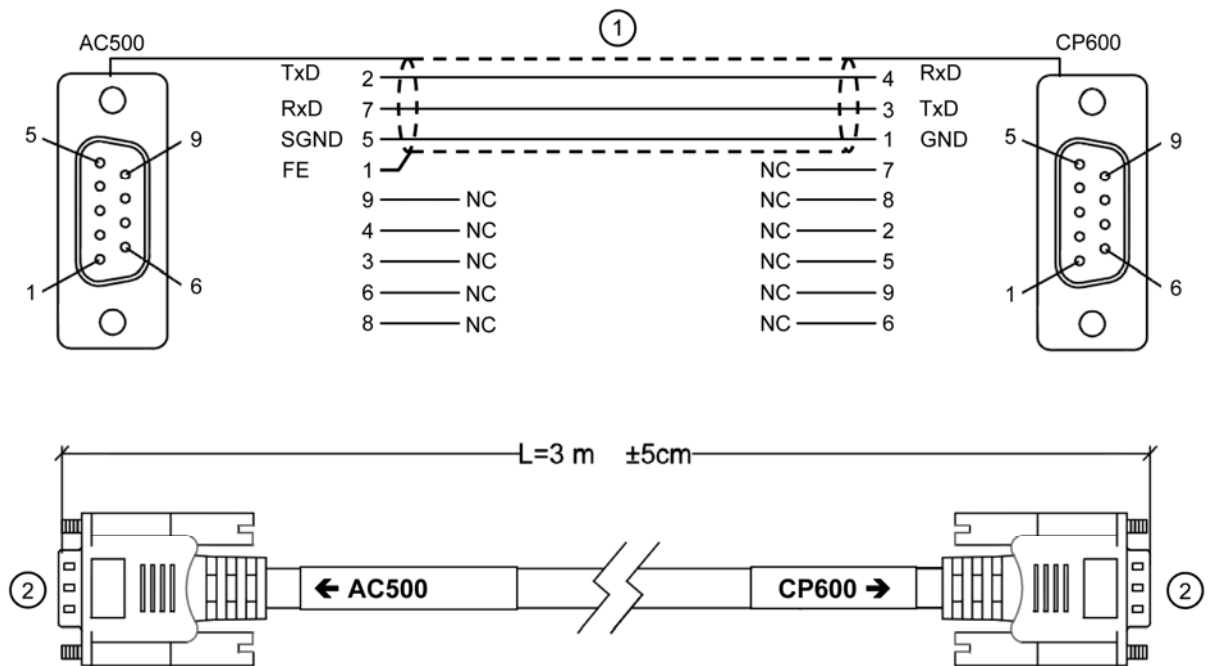 1
AC500
CP600
TxD 2 4 RxD
RxD 7 3 TxD
SGND 5 1 GND
FE 1 NC 7
9 NC NC 8
4 NC NC 2
3 NC NC 5
6 NC NC 9
8 NC NC 6
5 9
1 6
5 9
1 6
L=3 m ±5cm
2 ← AC500 CP600 → 2